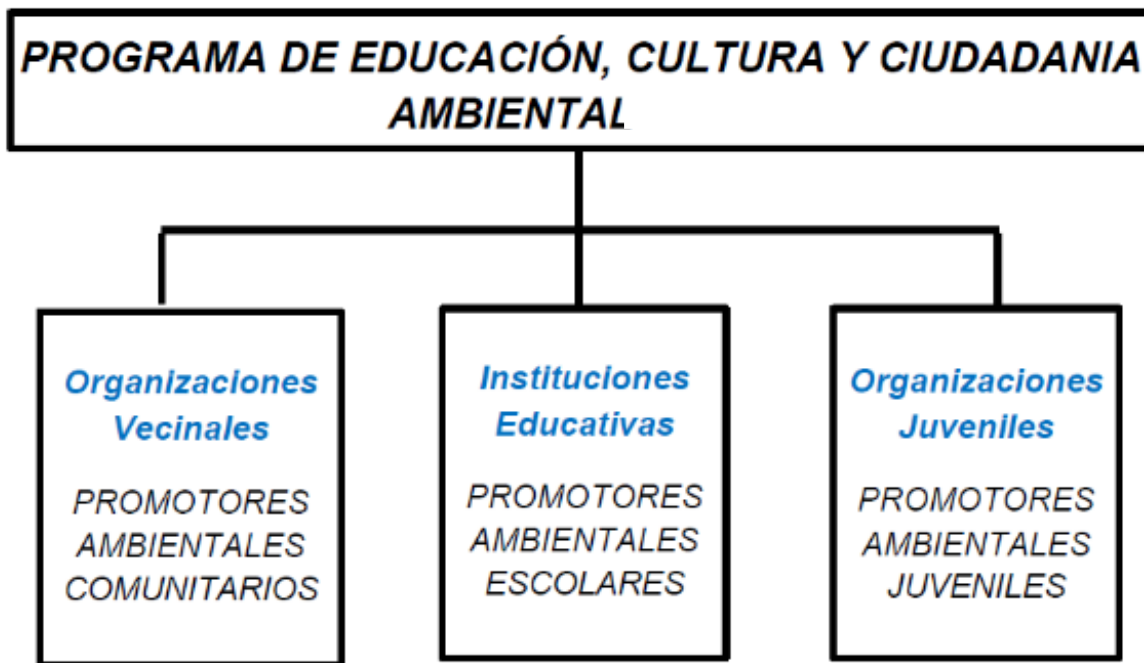 PROGRAMA DE EDUCACIÓN, CULTURA Y CIUDADANIA
AMBIENTAL
Organizaciones
Vecinales
PROMOTORES
AMBIENTALES
COMUNITARIOS
Instituciones
Educativas
PROMOTORES
AMBIENTALES
ESCOLARES
Organizaciones
Juveniles
PROMOTORES
AMBIENTALES
JUVENILES